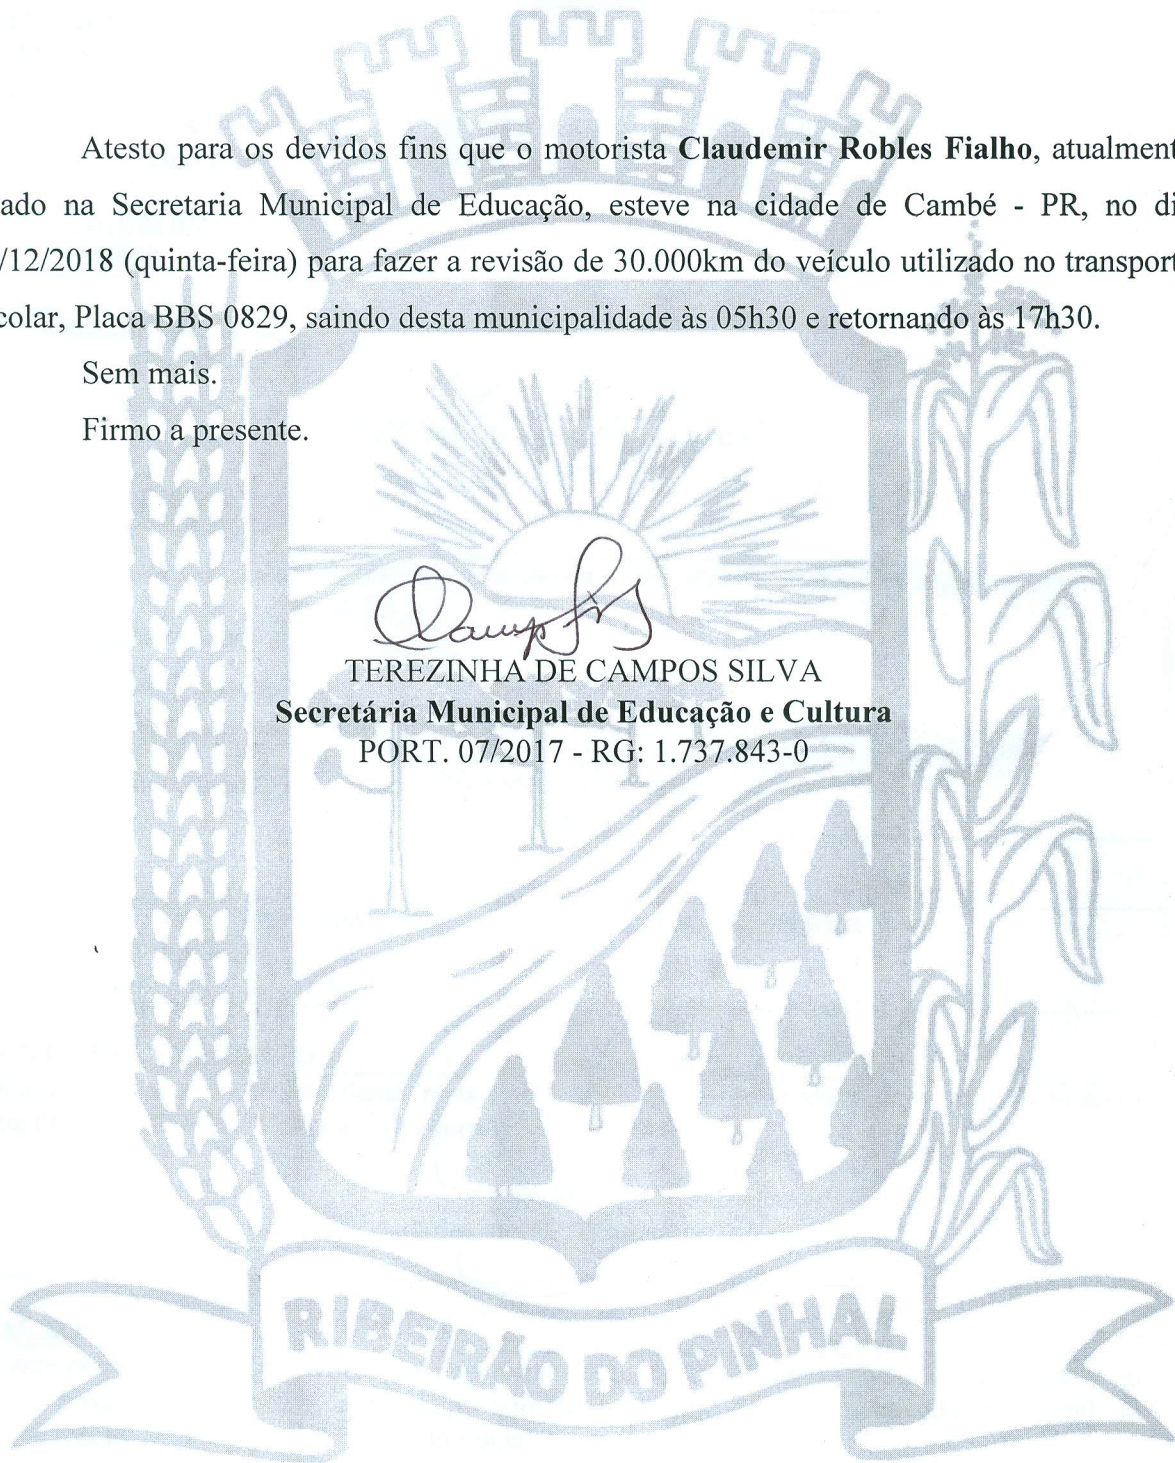 Atesto para os devidos fins que o motorista Claudemir Robles Fialho, atualment
ado na Secretaria Municipal de Educação, esteve na cidade de Cambé - PR, no di
/12/2018 (quinta-feira) para fazer a revisão de 30.000km do veículo utilizado no transport
colar, Placa BBS 0829, saindo desta municipalidade às 05h30 e retornando às 17h30.
Sem mais.
Firmo a presente.
TEREZINHA DE CAMPOS SILVA
Secretária Municipal de Educação e Cultura
PORT. 07/2017 - RG: 1.737.843-0
RIBEIRÃO DO PINHAL